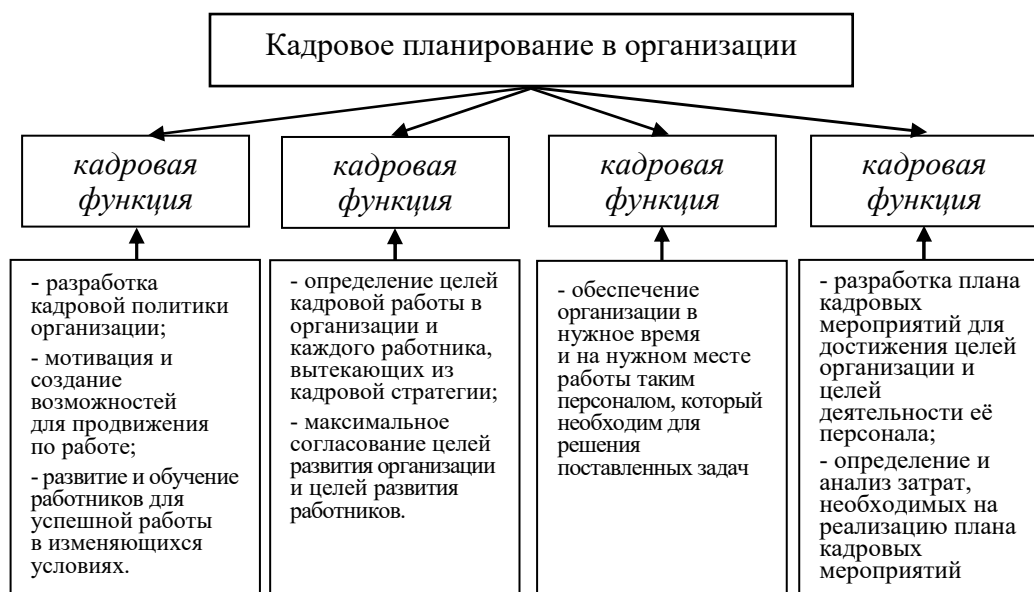 Кадровое планирование в организации
кадровая
функция
кадровая
функция
кадровая
функция
кадровая
функция
- разработка
кадровой политики
организации;
- мотивация и
создание
возможностей
для продвижения
по работе;
- развитие и обучение
работников для
успешной работы
в изменяющихся
условиях.
- определение целей
кадровой работы в
организации и
каждого работника,
вытекающих из
кадровой стратегии;
- максимальное
согласование целей
развития организации
и целей развития
работников.
- обеспечение
организации в
нужное время
и на нужном месте
работы таким
персоналом, который
необходим для
решения
поставленных задач
- разработка плана
кадровых
мероприятий для
достижения целей
организации и
целей
деятельности её
персонала;
- определение и
анализ затрат,
необходимых на
реализацию плана
кадровых
мероприятий